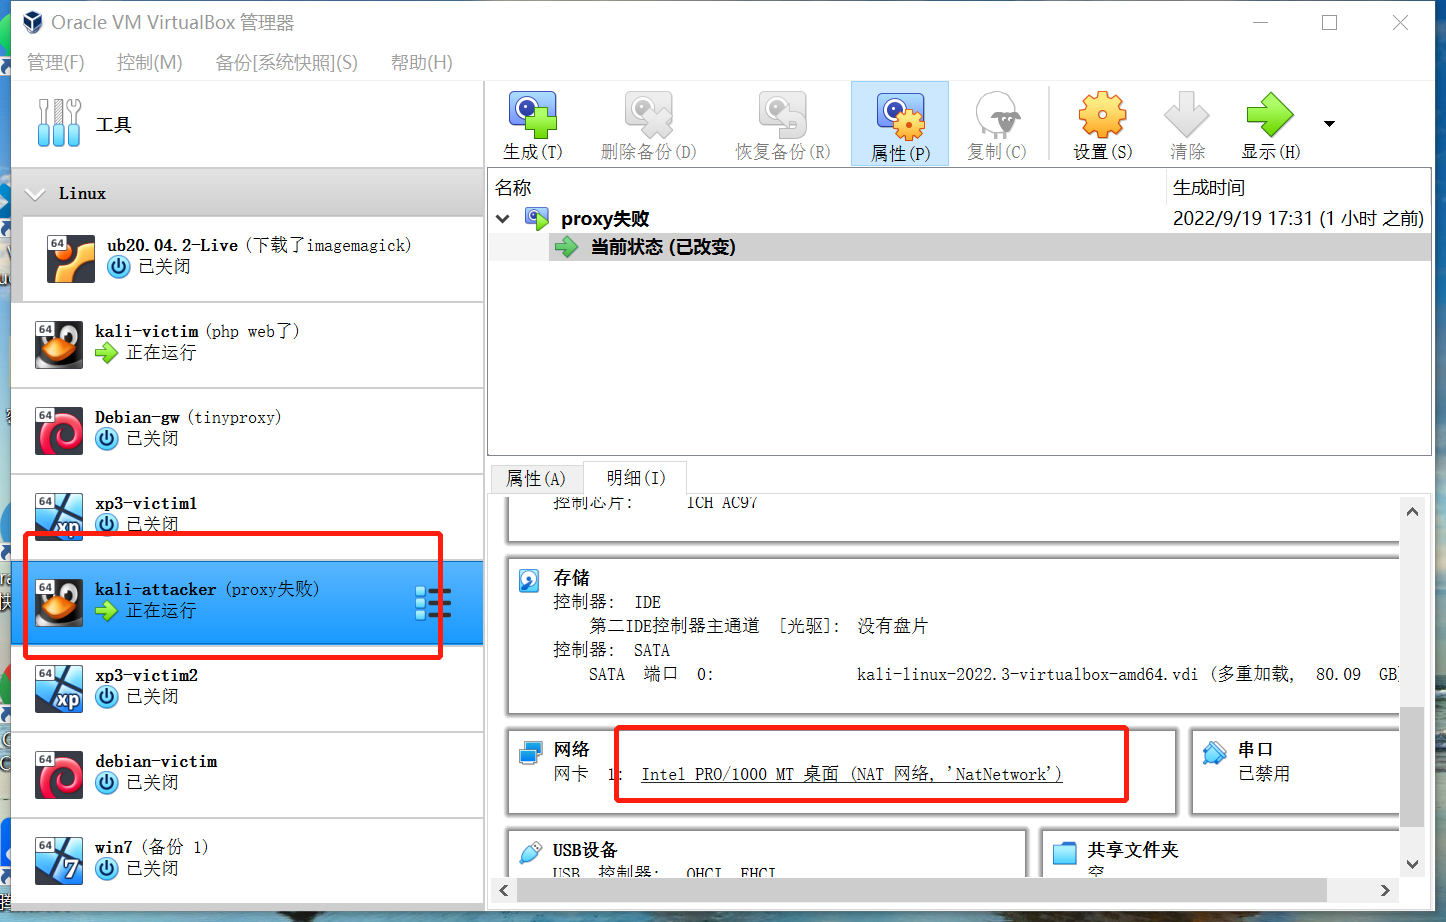 Oracle VM VirtualBox 管理器
管理(F) 控制(M) 备份[系统快照](S) 帮助(H)
工具
生成(T) 删除备份(D) 恢复备份(R) 属性(P) 复制(C) 设置(S) 清除 显示(H)
Linux
64 ub20.04.2-Live (下载了imagemagick)
已关闭
64 kali-victim (php web了)
正在运行
64 Debian-gw (tinyproxy)
已关闭
64 xp3-victim1
xp 已关闭
64 kali-attacker (proxy失败)
正在运行
64 xp3-victim2
xp 已关闭
64 debian-victim
已关闭
64 win7 (备份 1)
7 已关闭
名称 生成时间
proxy失败 2022/9/19 17:31 (1 小时 之前)
当前状态 (已改变)
属性(A) 明细(I)
控制芯片: ICH AC97
存储
控制器: IDE
第二IDE控制器主通道 [光驱]: 没有盘片
控制器: SATA
SATA 端口 0: kali-linux-2022.3-virtualbox-amd64.vdi (多重加载, 80.09 GB)
网络
网卡 1: Intel PRO/1000 MT 桌面 (NAT 网络, 'NatNetwork')
串口
已禁用
USB设备
USB 控制器: OHCI, EHCI
共享文件夹
空